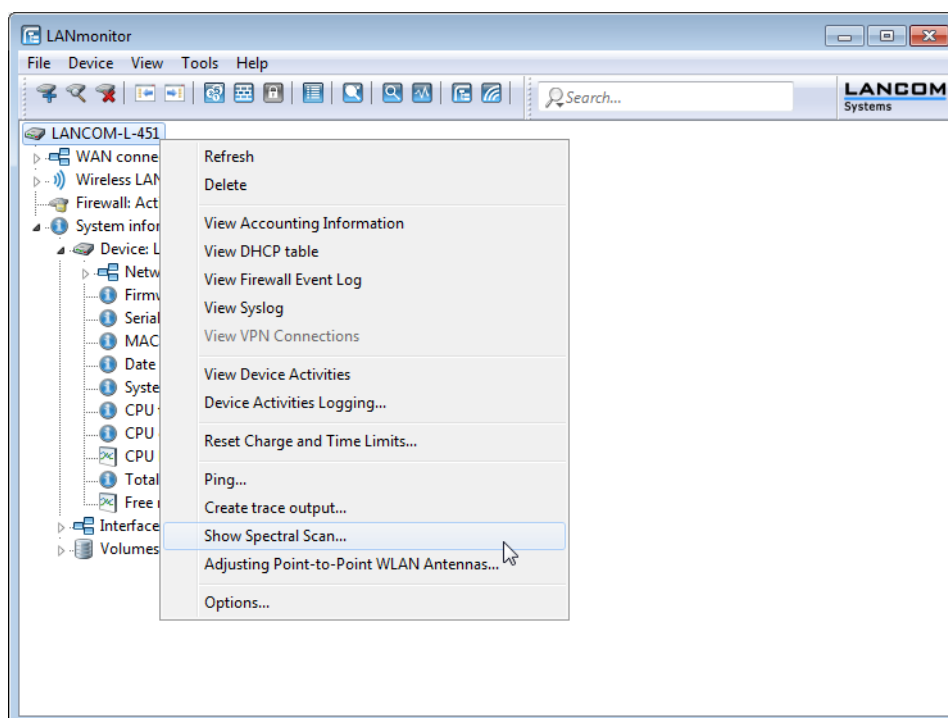 LANmonitor
File Device View Tools Help
Search...
LANCOM
Systems
LANCOM-L-451
WAN conne
Wireless LAN
Firewall: Act
System infor
Device: L
Netw
Firmw
Serial
MAC
Date
Syste
CPU
CPU
CPU
Total
Free
Interface
Volumes
Refresh
Delete
View Accounting Information
View DHCP table
View Firewall Event Log
View Syslog
View VPN Connections
View Device Activities
Device Activities Logging...
Reset Charge and Time Limits...
Ping...
Create trace output...
Show Spectral Scan...
Adjusting Point-to-Point WLAN Antennas...
Options...